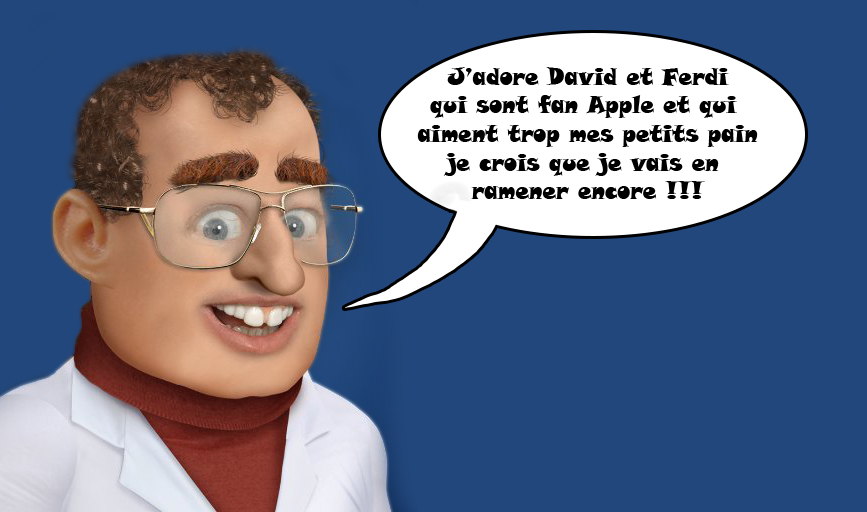 J'adore David et Ferdi
qui sont fan Apple et qui
aiment trop mes petits pain
je crois que je vais en
ramener encore !!!